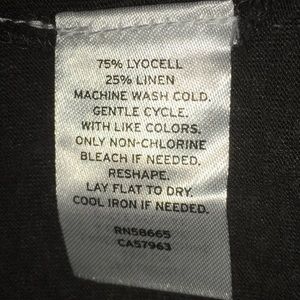 75% LYOCELL
25% LINEN
MACHINE WASH COLD.
GENTLE CYCLE.
WITH LIKE COLORS.
ONLY NON-CHLORINE
BLEACH IF NEEDED.
RESHAPE.
LAY FLAT TO DRY.
COOL IRON IF NEEDED.
RN58665
CA57963